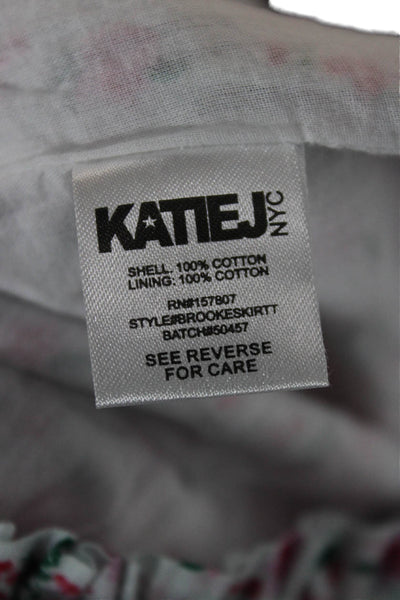 KATIEJ NYC
SHELL: 100% COTTON
LINING: 100% COTTON
RN#157807
STYLE#BROOKESKIRTT
BATCH#50457
SEE REVERSE
FOR CARE